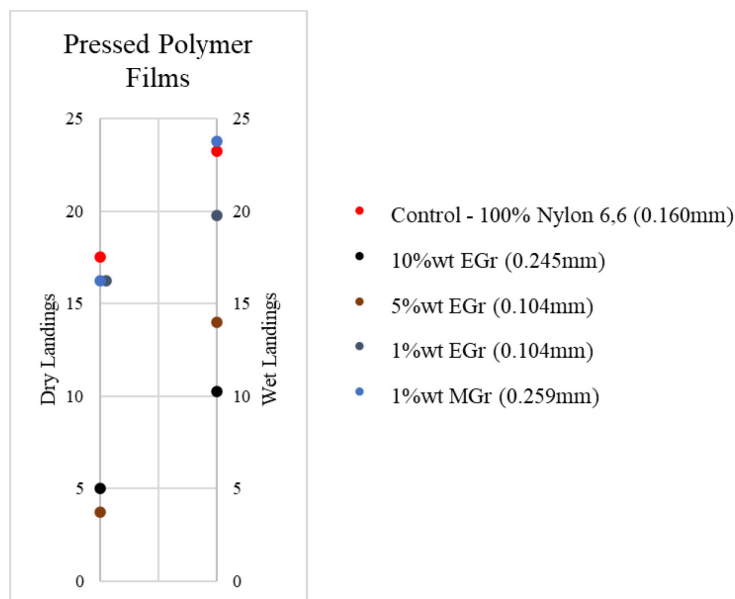 Pressed Polymer
Films
25
20
15
10
5
0
Dry Landings
25
20
15
10
5
0
Wet Landings
Control - 100% Nylon 6,6 (0.160mm)
10%wt EGr (0.245mm)
5%wt EGr (0.104mm)
1%wt EGr (0.104mm)
1%wt MGr (0.259mm)